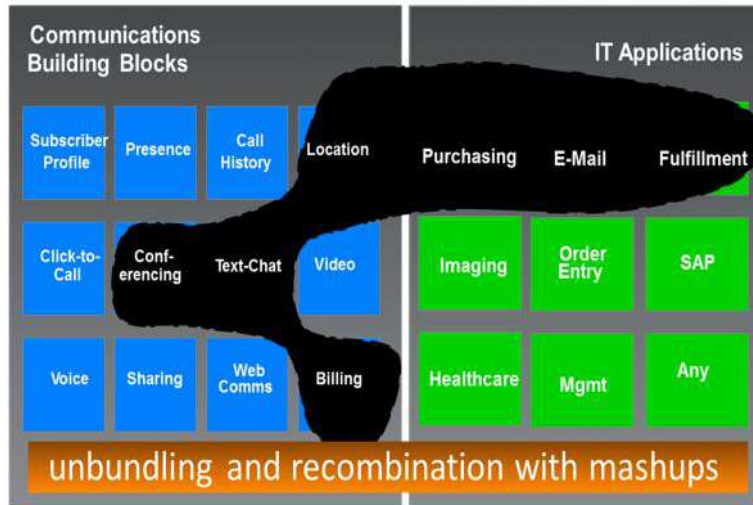 Communications
Building Blocks
IT Applications
Subscriber
Profile
Presence
Call
History
Location
Purchasing
E-Mail
Fulfillment
Click-to-
Call
Conf-
erencing
Text-Chat
Video
Imaging
Order
Entry
SAP
Voice
Sharing
Web
Comms
Billing
Healthcare
Mgmt
Any
unbundling and recombination with mashups